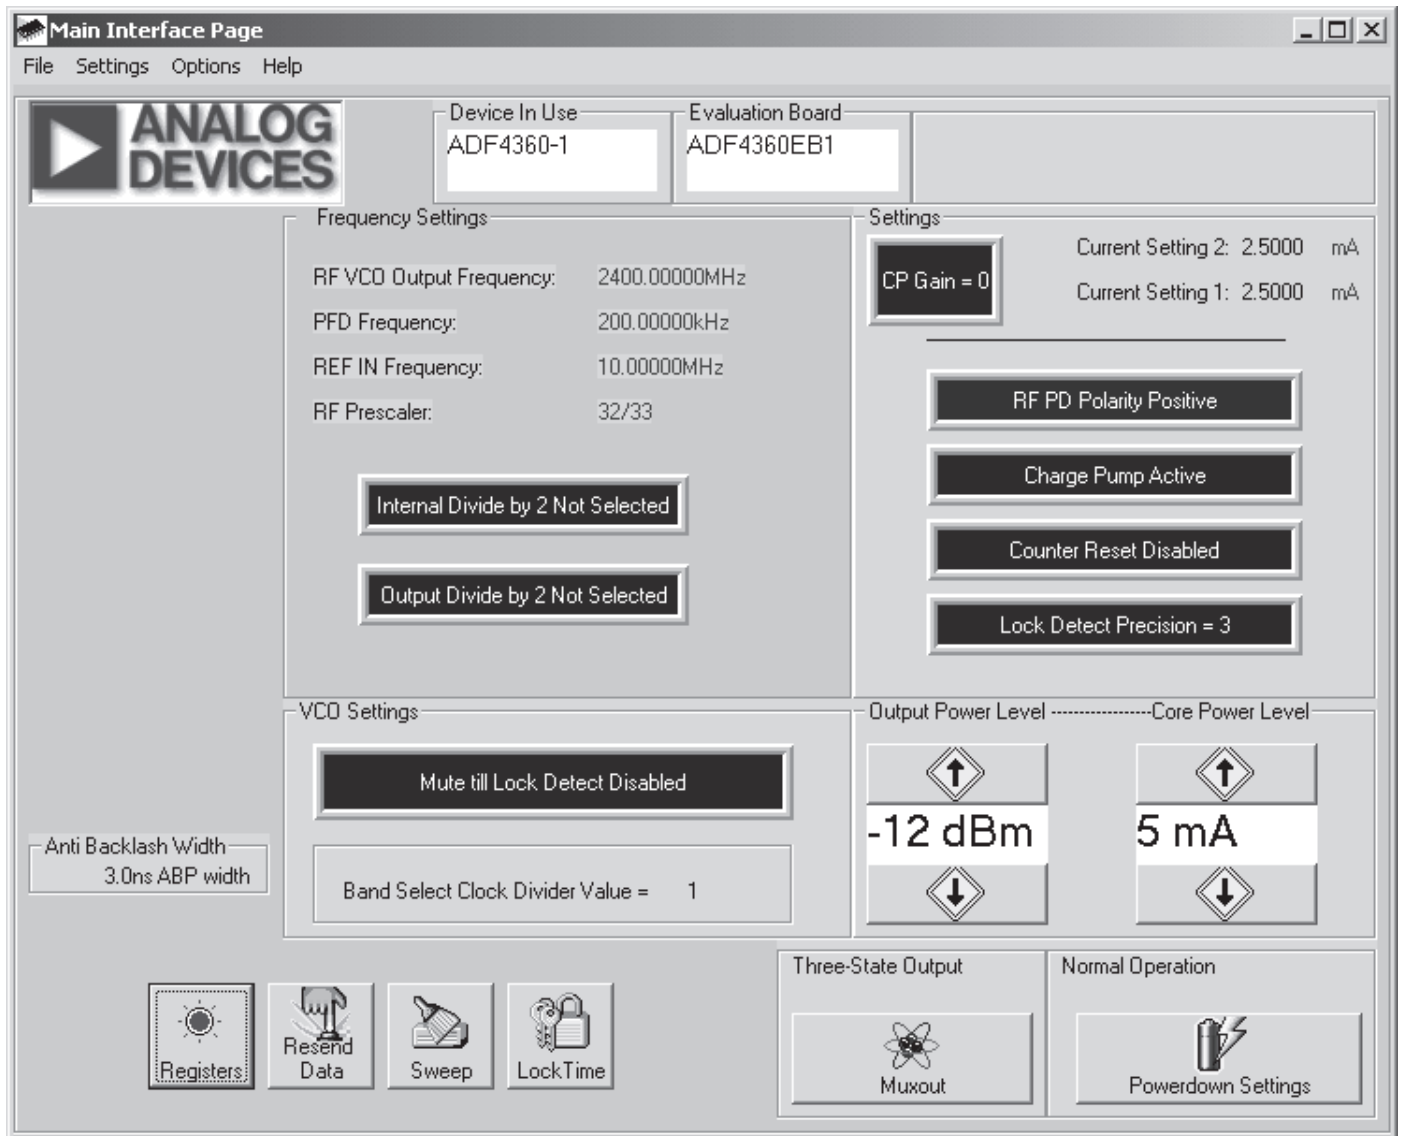 Main Interface Page
File Settings Options Help
ANALOG
DEVICES
Device In Use
ADF4360-1
Evaluation Board
ADF4360EB1
Frequency Settings
RF VCO Output Frequency: 2400.00000MHz
PFD Frequency: 200.00000kHz
REF IN Frequency: 10.00000MHz
RF Prescaler: 32/33
Internal Divide by 2 Not Selected
Output Divide by 2 Not Selected
Settings
CP Gain = 0
Current Setting 2: 2.5000 mA
Current Setting 1: 2.5000 mA
RF PD Polarity Positive
Charge Pump Active
Counter Reset Disabled
Lock Detect Precision = 3
VCO Settings
Mute till Lock Detect Disabled
Band Select Clock Divider Value = 1
Output Power Level -----------------Core Power Level
-12 dBm
5 mA
Anti Backlash Width
3.0ns ABP width
Registers
Resend
Data
Sweep
LockTime
Three-State Output
Muxout
Normal Operation
Powerdown Settings